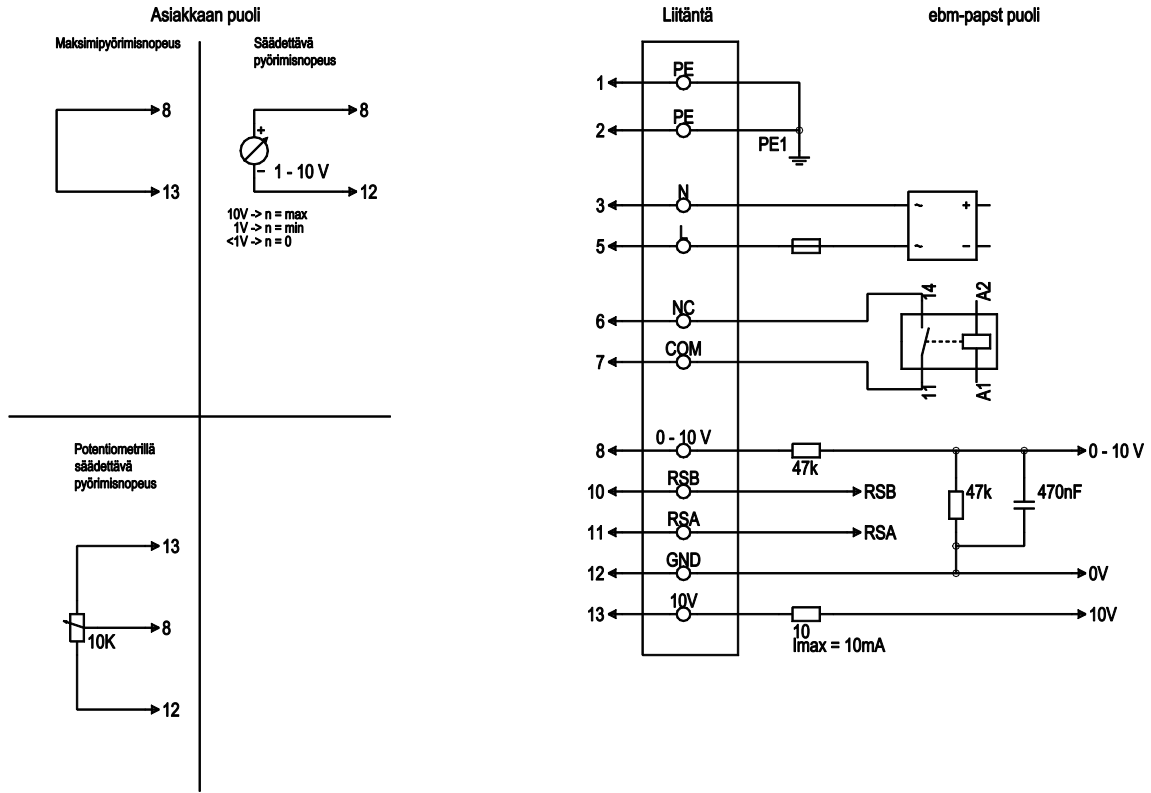 Asiakkaan puoli
Maksimipyörimisnopeus
8
13
Säädettävä
pyörimisnopeus
8
+
−
1 - 10 V
12
10V -> n = max
1V -> n = min
<1V -> n = 0
Potentiometrillä
säädettävä
pyörimisnopeus
13
8
10K
12
Liitäntä
ebm-papst puoli
1
PE
2
PE
PE1
3
N
~
+
5
L
~
−
14
A2
6
NC
7
COM
11
A1
8
0 - 10 V
47k
0 - 10 V
10
RSB
RSB
47k
470nF
11
RSA
RSA
12
GND
0V
13
10V
10
Imax = 10mA
10V